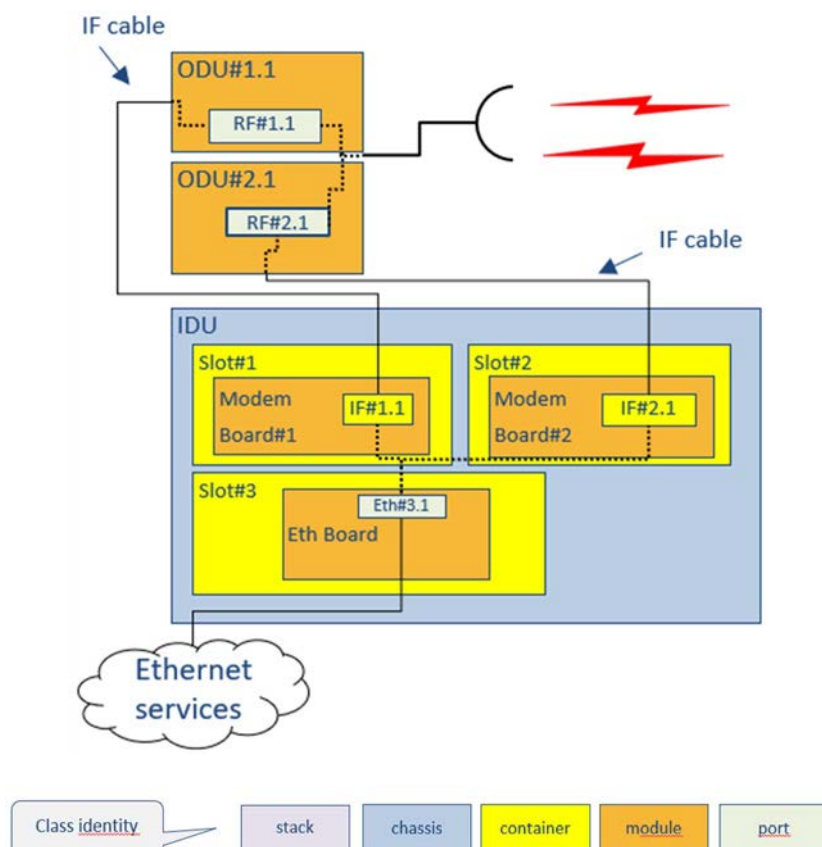 IF cable
ODU#1.1
RF#1.1
ODU#2.1
RF#2.1
IF cable
IDU
Slot#1
Modem
Board#1
IF#1.1
Slot#2
Modem
Board#2
IF#2.1
Slot#3
Eth#3.1
Eth Board
Ethernet
services
Class identity
stack
chassis
container
module
port